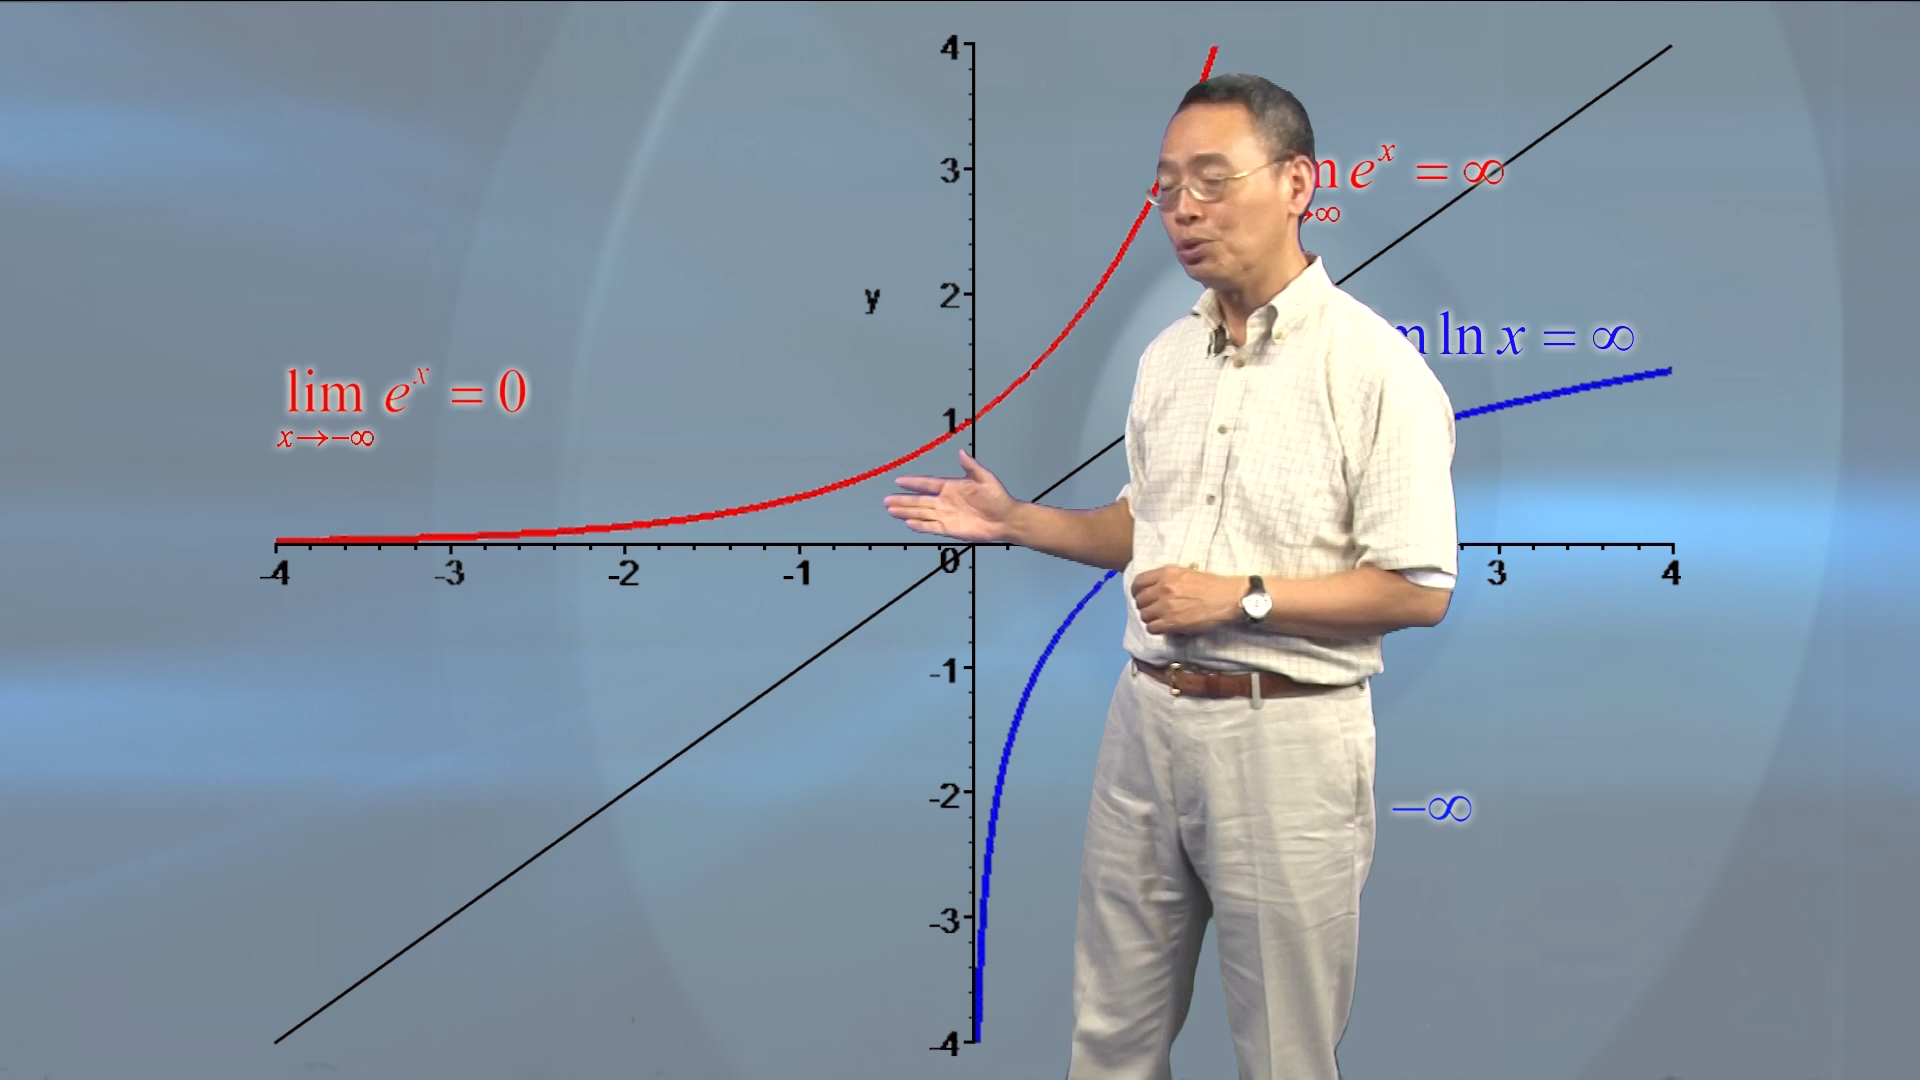 4
3
n eˣ = ∞
→∞
y
2
n ln x = ∞
lim eˣ = 0
x→−∞
1
0
-4 -3 -2 -1 3 4
-1
-2
−∞
-3
-4